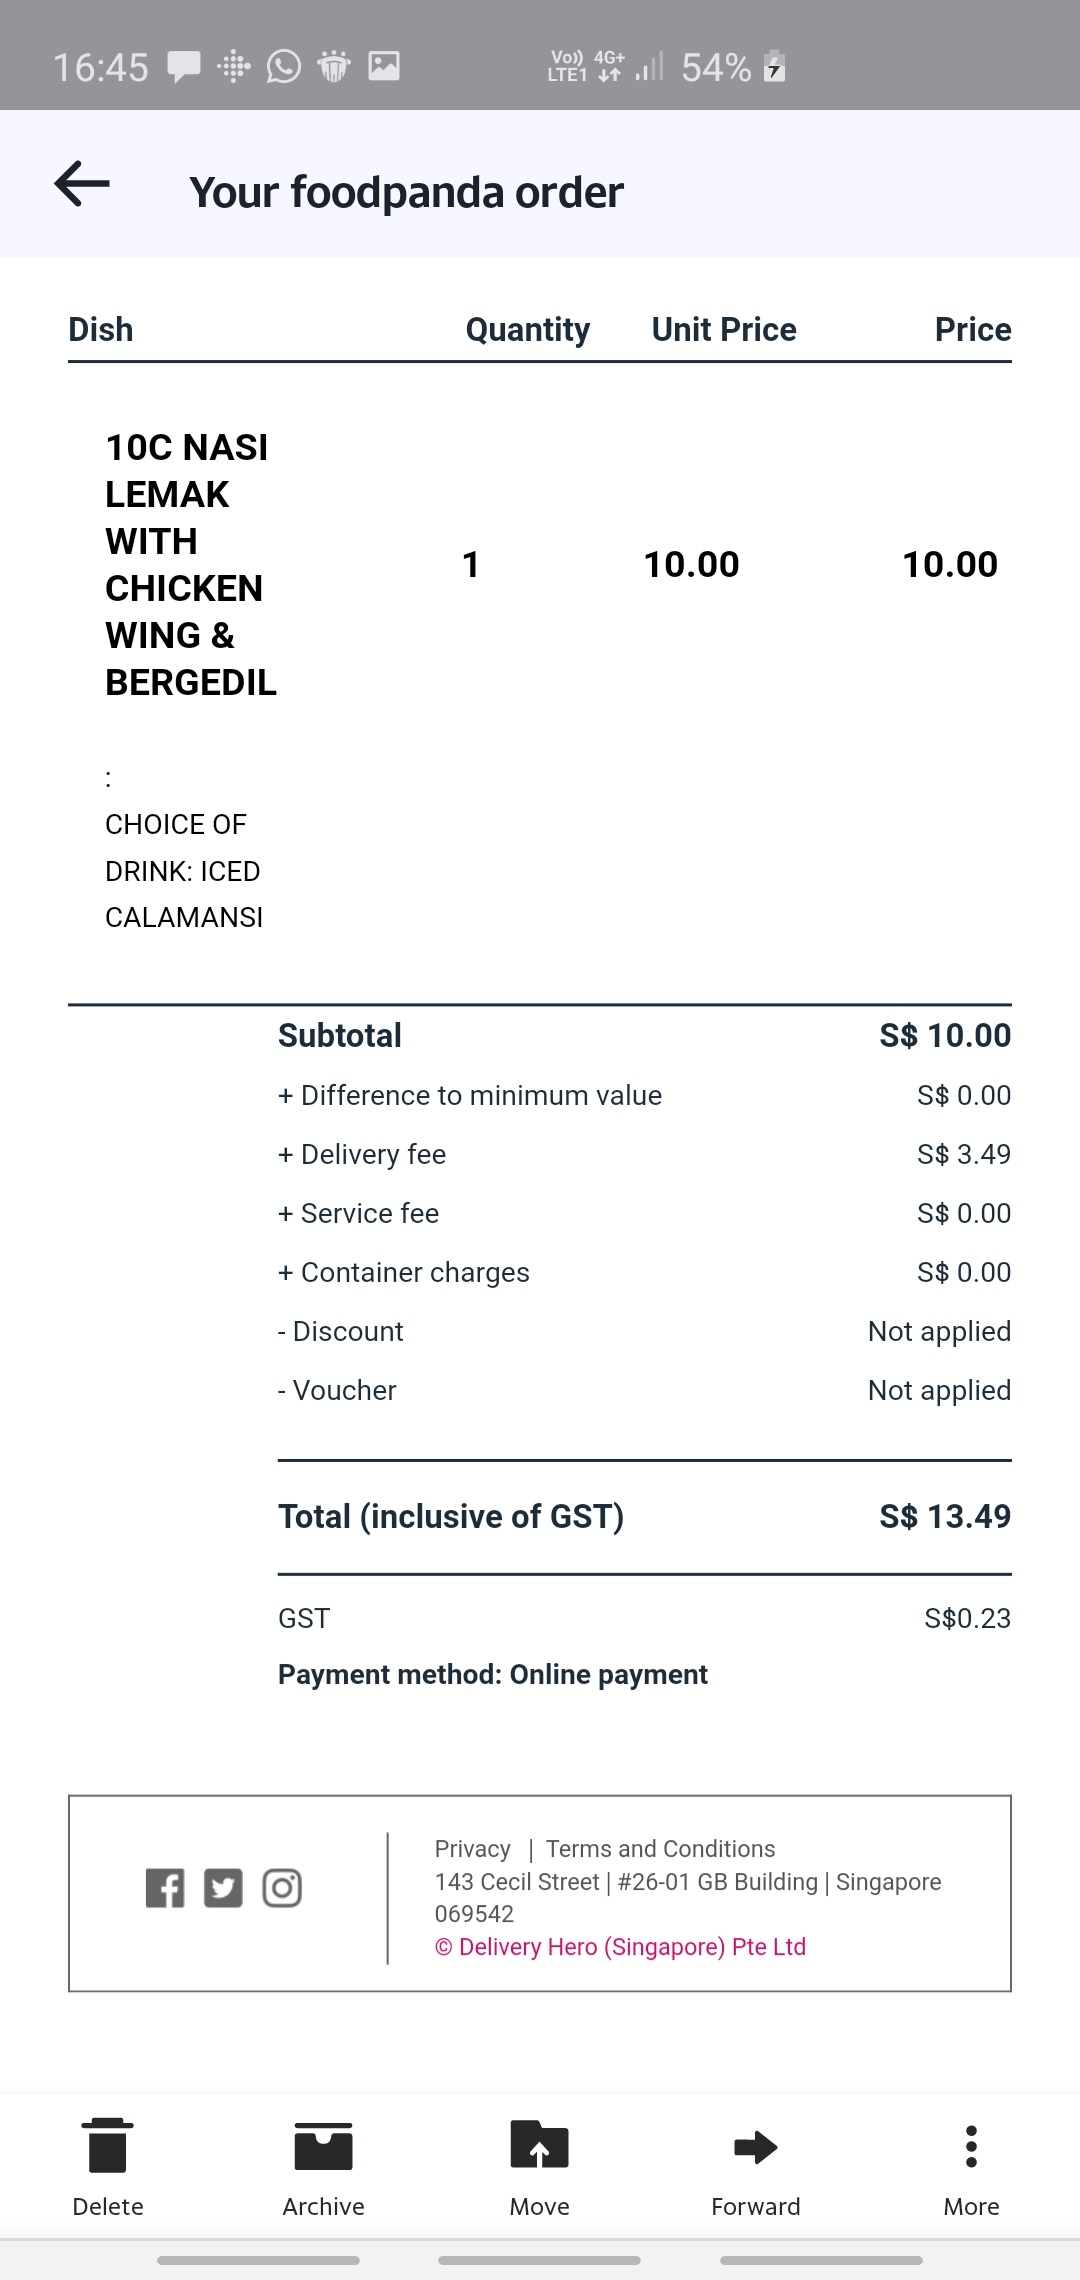 16:45 Vo)) LTE1 4G+ 54%
Your foodpanda order
Dish Quantity Unit Price Price
10C NASI
LEMAK
WITH
CHICKEN
WING &
BERGEDIL
1 10.00 10.00
:
CHOICE OF
DRINK: ICED
CALAMANSI
Subtotal S$ 10.00
+ Difference to minimum value S$ 0.00
+ Delivery fee S$ 3.49
+ Service fee S$ 0.00
+ Container charges S$ 0.00
- Discount Not applied
- Voucher Not applied
Total (inclusive of GST) S$ 13.49
GST S$0.23
Payment method: Online payment
Privacy | Terms and Conditions
143 Cecil Street | #26-01 GB Building | Singapore
069542
© Delivery Hero (Singapore) Pte Ltd
Delete Archive Move Forward More